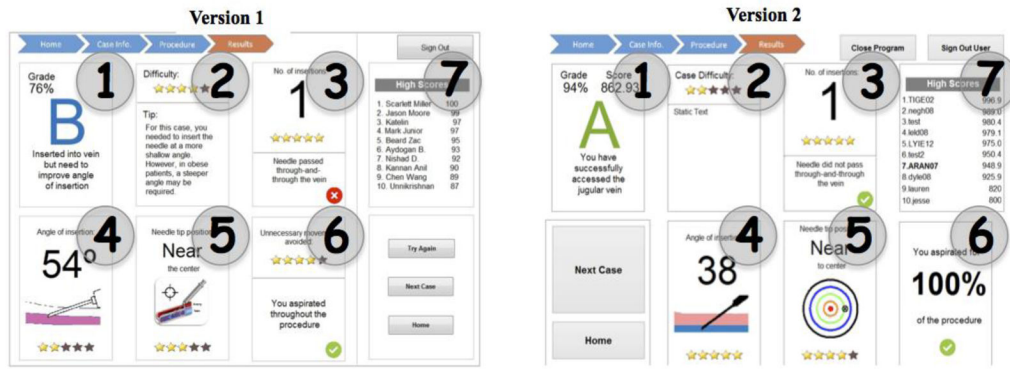 Version 1
Home
Case Info.
Procedure
Results
Sign Out
Grade
76%
B
Inserted into vein
but need to
improve angle
of insertion
1
Difficulty:
2
Tip:
For this case, you
needed to insert the
needle at a more
shallow angle.
However, in obese
patients, a steeper
angle may be
required.
No. of insertions
1
3
Needle passed
through-and-
through the vein
7
High Scores
1. Scarlett Miller 100
2. Jason Moore 99
3. Katelin 97
4. Mark Junior 97
5. Beard Zac 95
6. Aydogan B. 93
7. Nishad D. 92
8. Kannan Anil 90
9. Chen Wang 89
10. Unnikrishnan 87
Angle of insertion
54°
4
Needle tip position
Near
the center
5
Unnecessary
avoided
6
You aspirated
throughout the
procedure
Try Again
Next Case
Home
Version 2
Home
Case Info.
Procedure
Results
Close Program
Sign Out User
Grade Score
94% 862.93
A
You have
successfully
accessed the
jugular vein
1
Case Difficulty:
2
Static Text
No. of insertions
1
3
Needle did not pass
through-and-through
the vein
7
High Scores
1.TIGE02 996.9
2.negh08 989.0
3.test 980.4
4.leld08 979.1
5.LYIE12 975.0
6.test2 950.4
7.ARAN07 948.9
8.dyle08 925.9
9.lauren 820
10.jesse 800
Next Case
Home
Angle of insertion
38
4
Needle tip position
Near
to center
5
You aspirated for
6
100%
of the procedure